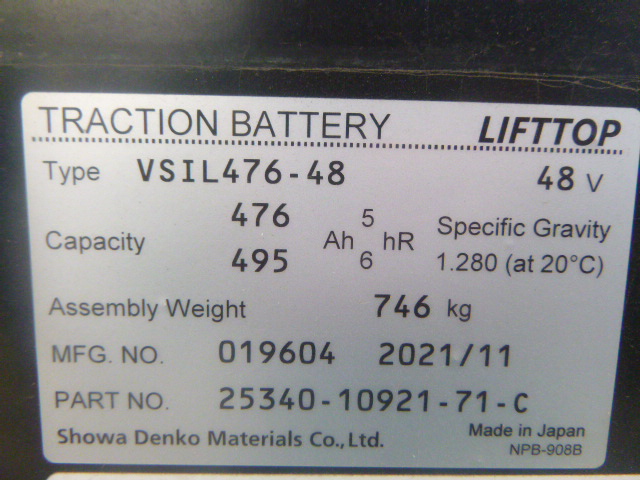 TRACTION BATTERY LIFTTOP
Type VSIL476-48 48 V
Capacity 476 Ah 5 hR Specific Gravity
495 6 1.280 (at 20°C)
Assembly Weight 746 kg
MFG. NO. 019604 2021/11
PART NO. 25340-10921-71-C
Showa Denko Materials Co.,Ltd. Made in Japan
NPB-908B